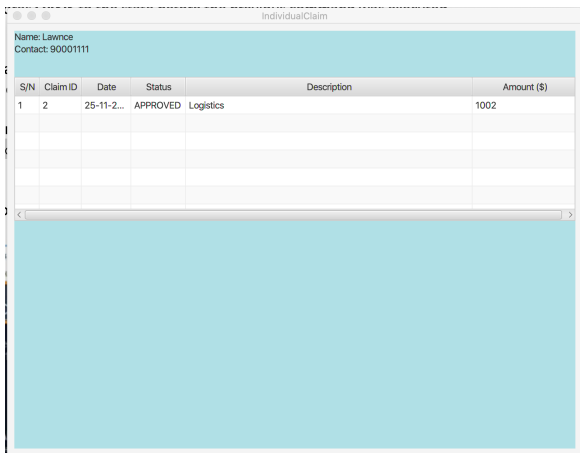 IndividualClaim
Name: Lawnce
Contact: 90001111
S/N Claim ID Date Status Description Amount ($)
1 2 25-11-2... APPROVED Logistics 1002